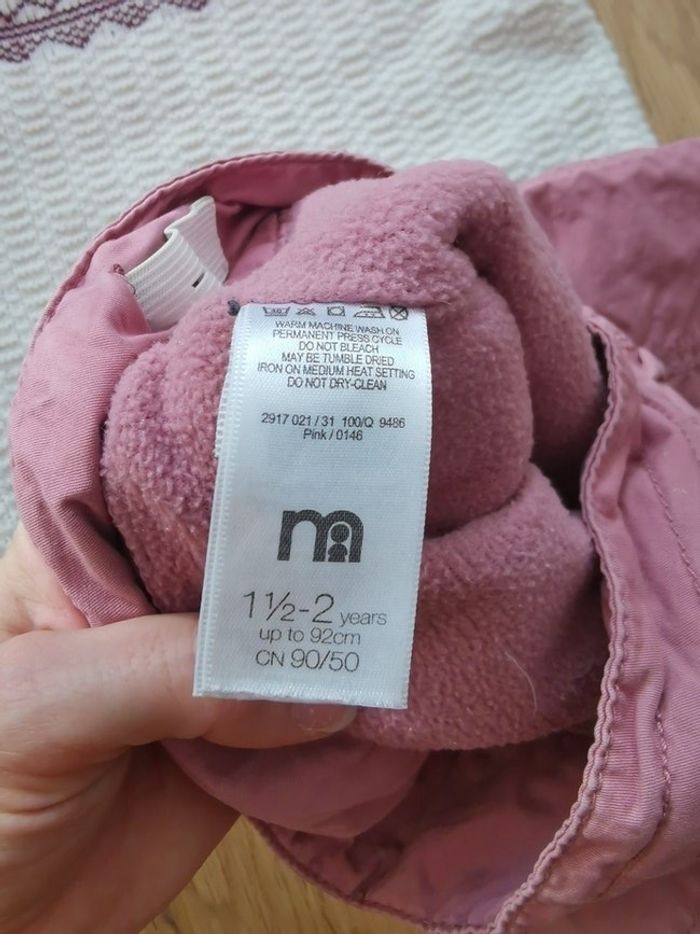 WARM MACHINE WASH ON
PERMANENT PRESS CYCLE
DO NOT BLEACH
MAY BE TUMBLE DRIED
IRON ON MEDIUM HEAT SETTING
DO NOT DRY-CLEAN
2917 021 / 31 100/Q 9486
Pink / 0146
m
1 ½-2 years
up to 92cm
CN 90/50